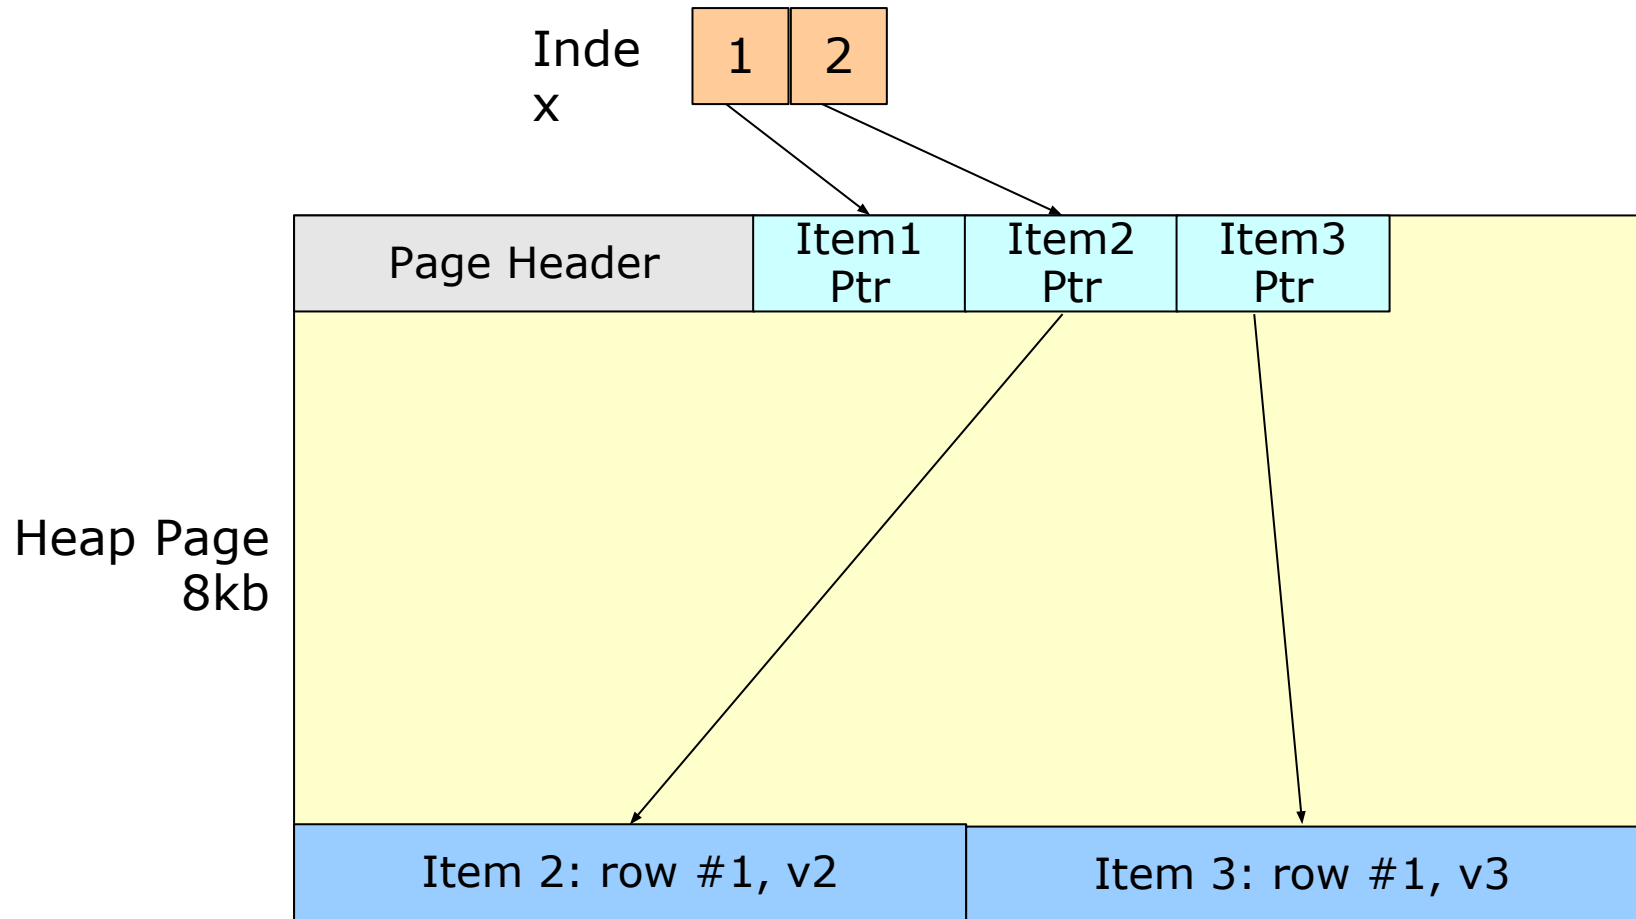 Inde
x
1
2
Page Header
Item1
Ptr
Item2
Ptr
Item3
Ptr
Heap Page
8kb
Item 2: row #1, v2
Item 3: row #1, v3